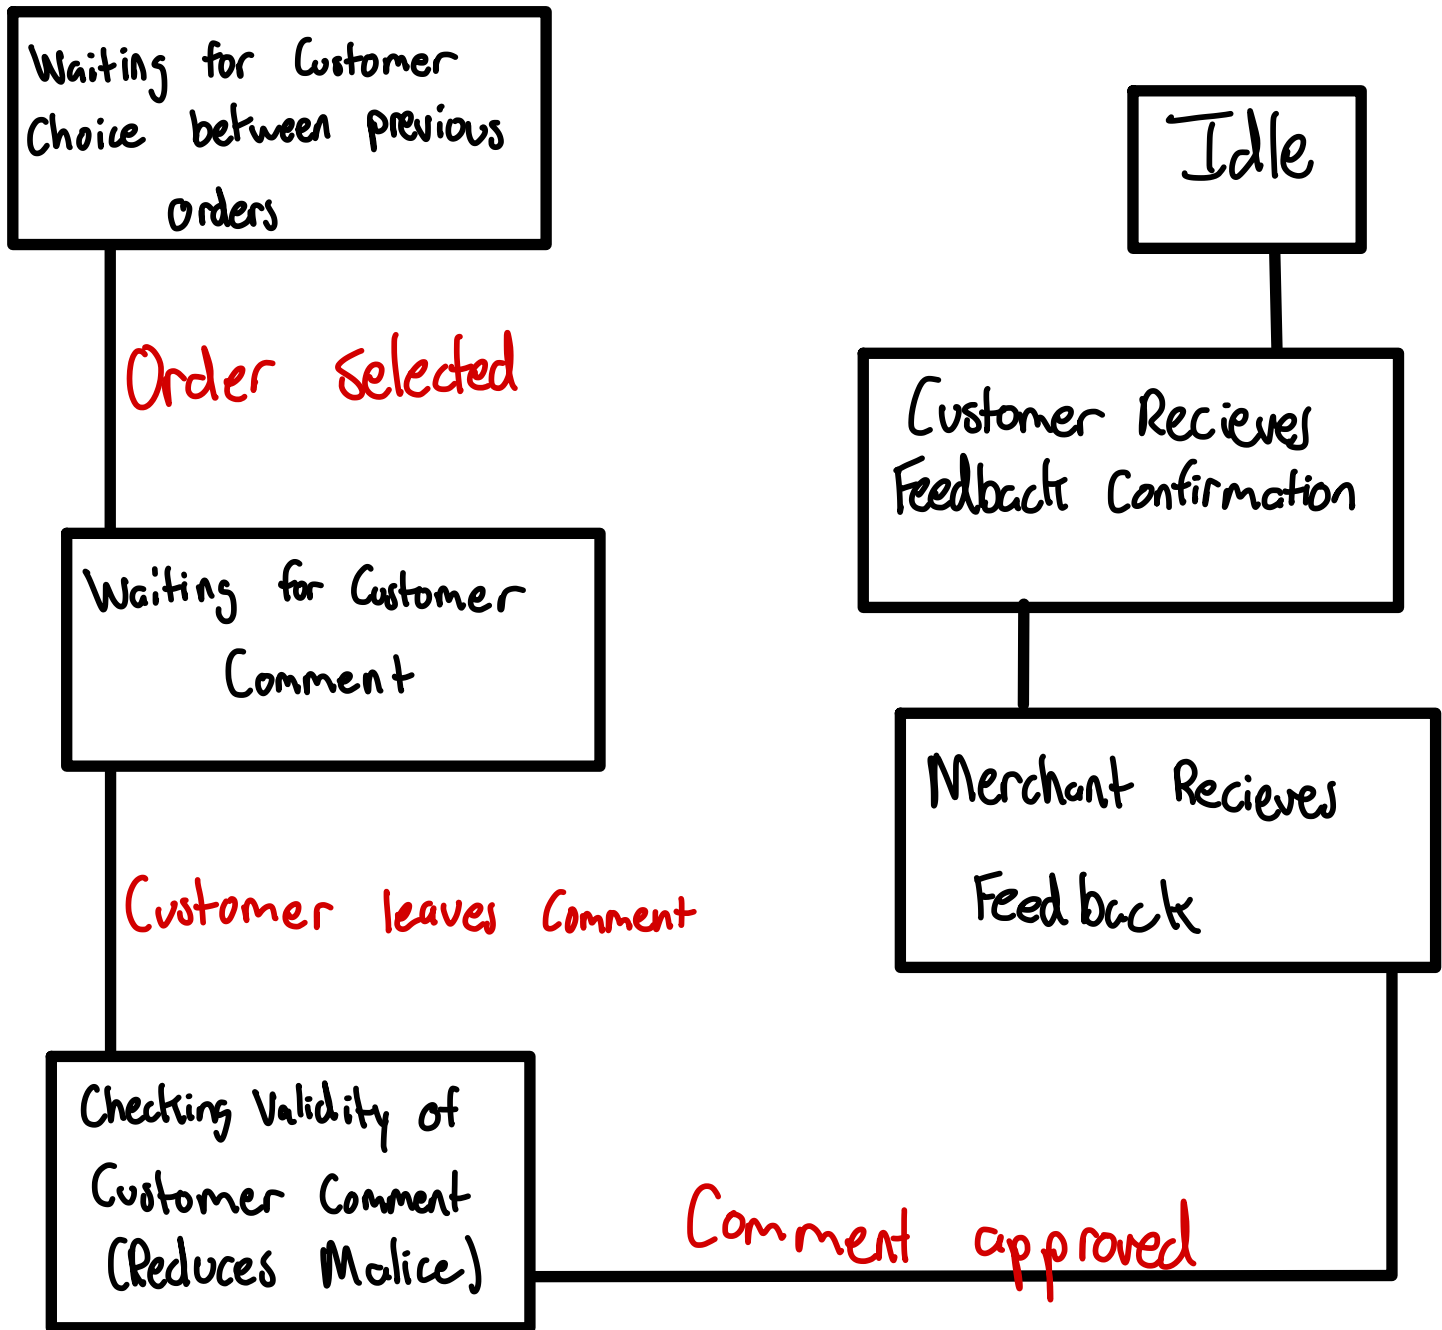 Waiting for Customer
Choice between previous
orders
Order selected
Waiting for Customer
Comment
Customer leaves Comment
Checking Validity of
Customer Comment
(Reduces Malice)
Comment approved
Idle
Customer Recieves
Feedback Confirmation
Merchant Recieves
Feedback